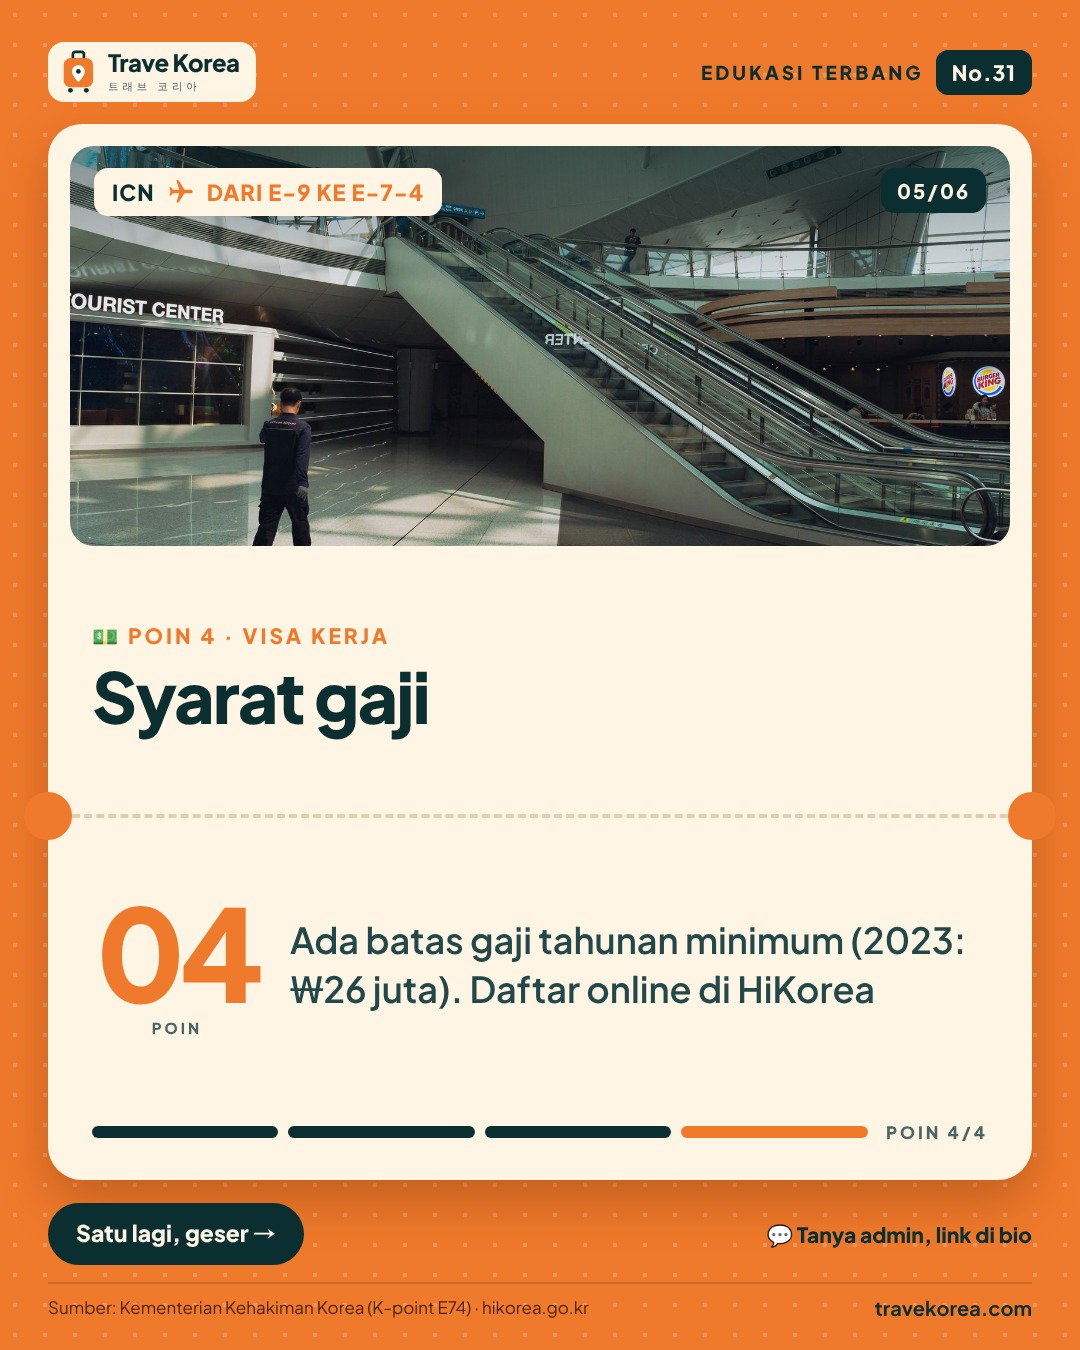 Trave Korea
트래브 코리아
EDUKASI TERBANG
No.31
ICN ✈ DARI E-9 KE E-7-4
05/06
TOURIST CENTER
BURGER KING
💵 POIN 4 · VISA KERJA
Syarat gaji
04
POIN
Ada batas gaji tahunan minimum (2023:
₩26 juta). Daftar online di HiKorea
POIN 4/4
Satu lagi, geser →
💬 Tanya admin, link di bio
Sumber: Kementerian Kehakiman Korea (K-point E74) · hikorea.go.kr
travekorea.com